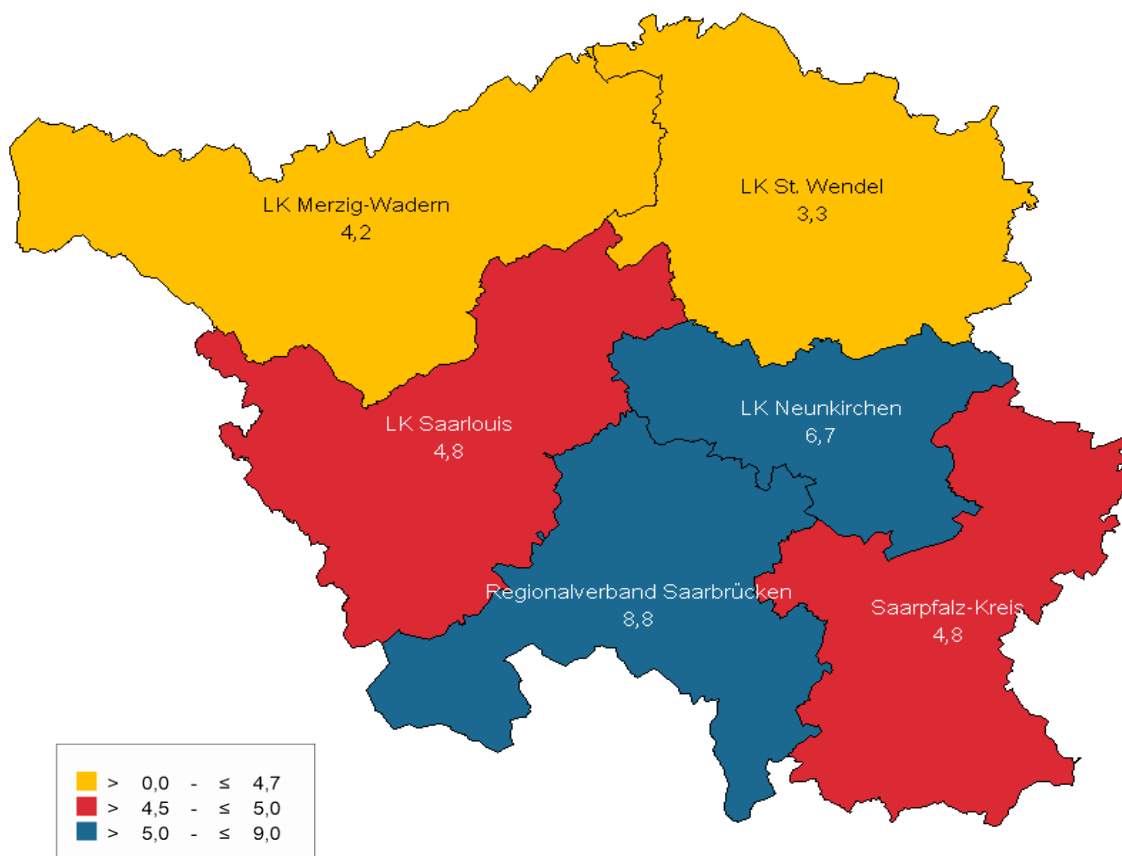 LK St. Wendel
3,3
LK Merzig-Wadern
4,2
LK Neunkirchen
6,7
LK Saarlouis
4,8
Regionalverband Saarbrücken
8,8
Saarpfalz-Kreis
4,8
> 0,0 - ≤ 4,7
> 4,5 - ≤ 5,0
> 5,0 - ≤ 9,0